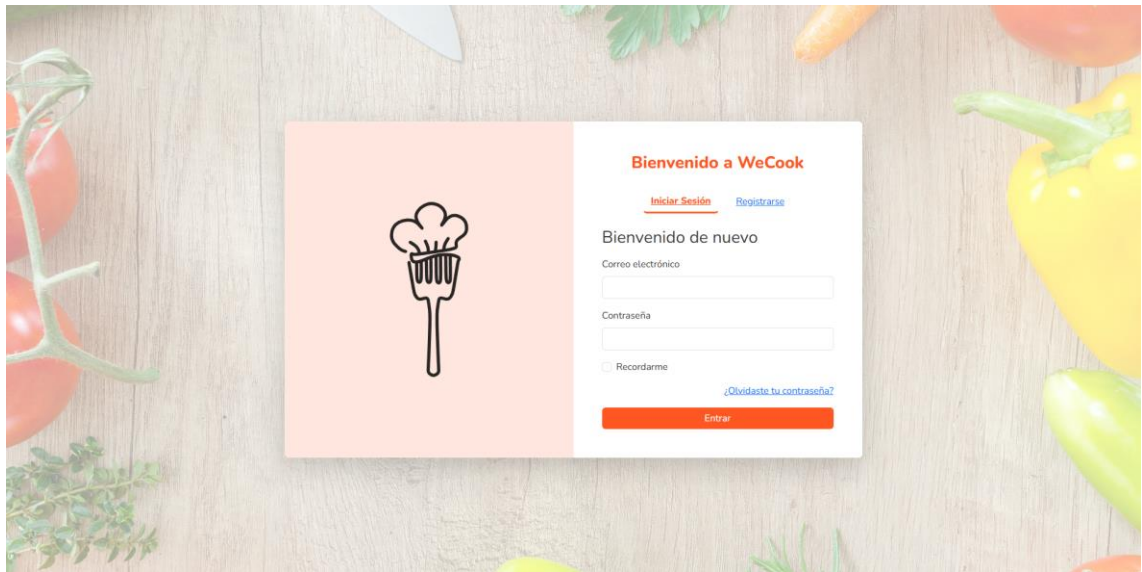 Bienvenido a WeCook
Iniciar Sesión Registrarse
Bienvenido de nuevo
Correo electrónico
Contraseña
Recordarme
¿Olvidaste tu contraseña?
Entrar